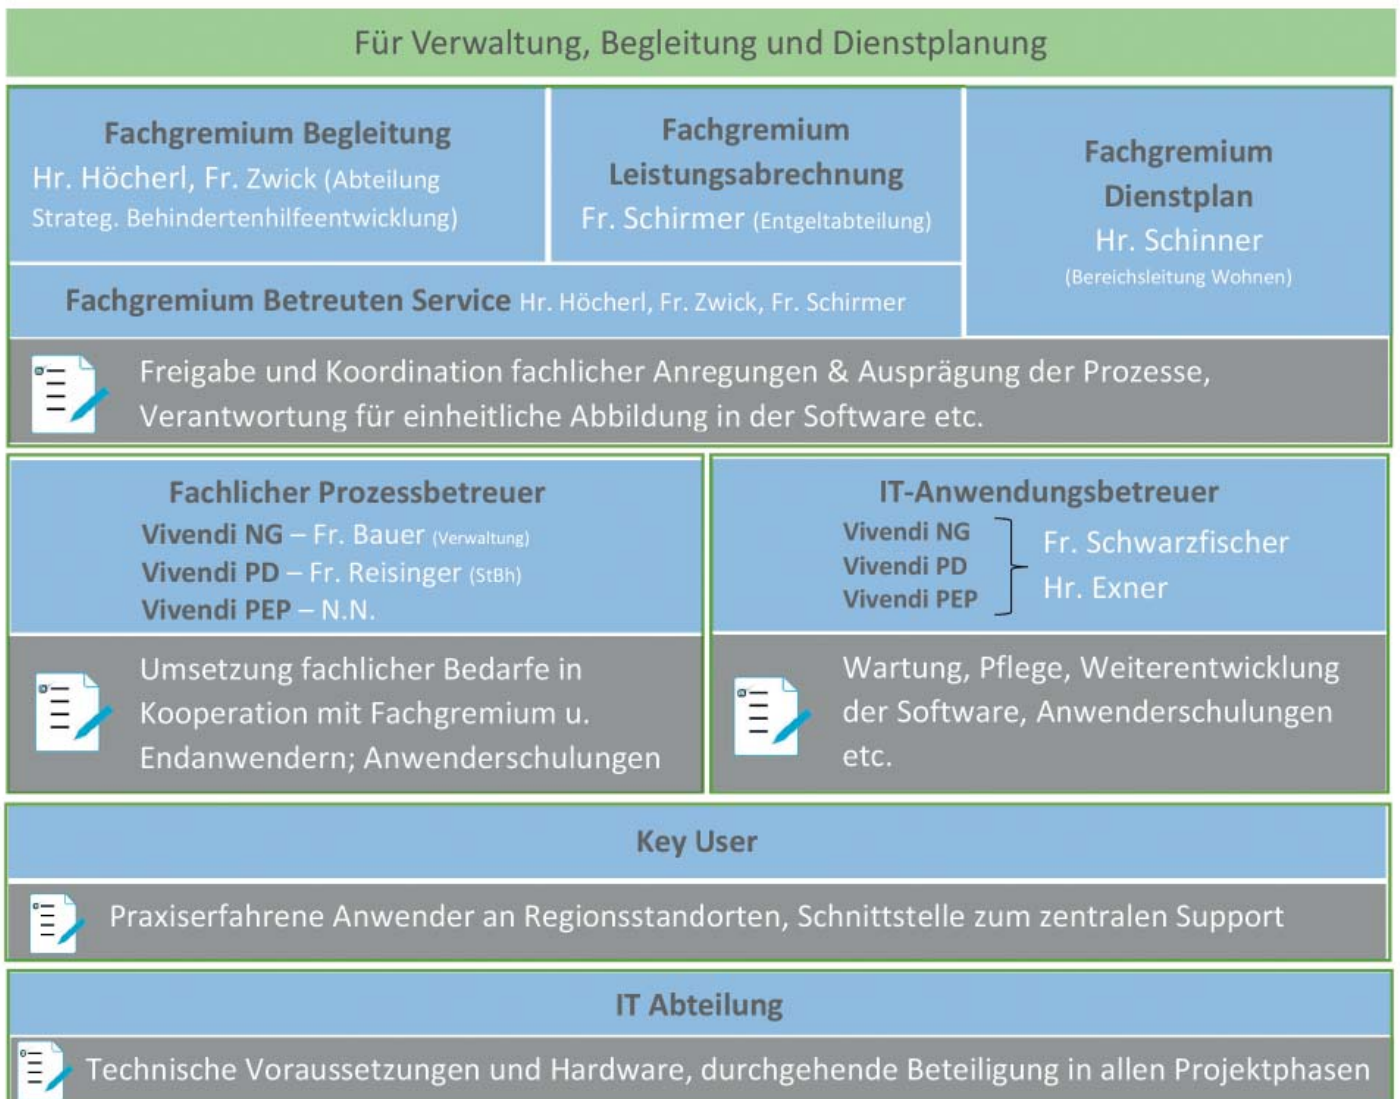 Für Verwaltung, Begleitung und Dienstplanung
Fachgremium Begleitung
Hr. Höcherl, Fr. Zwick (Abteilung
Strateg. Behindertenhilfeentwicklung)
Fachgremium
Leistungsabrechnung
Fr. Schirmer (Entgeltabteilung)
Fachgremium
Dienstplan
Hr. Schinner
(Bereichsleitung Wohnen)
Fachgremium Betreuten Service Hr. Höcherl, Fr. Zwick, Fr. Schirmer
Freigabe und Koordination fachlicher Anregungen & Ausprägung der Prozesse,
Verantwortung für einheitliche Abbildung in der Software etc.
Fachlicher Prozessbetreuer
Vivendi NG – Fr. Bauer (Verwaltung)
Vivendi PD – Fr. Reisinger (StBh)
Vivendi PEP – N.N.
Umsetzung fachlicher Bedarfe in
Kooperation mit Fachgremium u.
Endanwendern; Anwenderschulungen
IT-Anwendungsbetreuer
Vivendi NG
Vivendi PD
Vivendi PEP
Fr. Schwarzfischer
Hr. Exner
Wartung, Pflege, Weiterentwicklung
der Software, Anwenderschulungen
etc.
Key User
Praxiserfahrene Anwender an Regionsstandorten, Schnittstelle zum zentralen Support
IT Abteilung
Technische Voraussetzungen und Hardware, durchgehende Beteiligung in allen Projektphasen